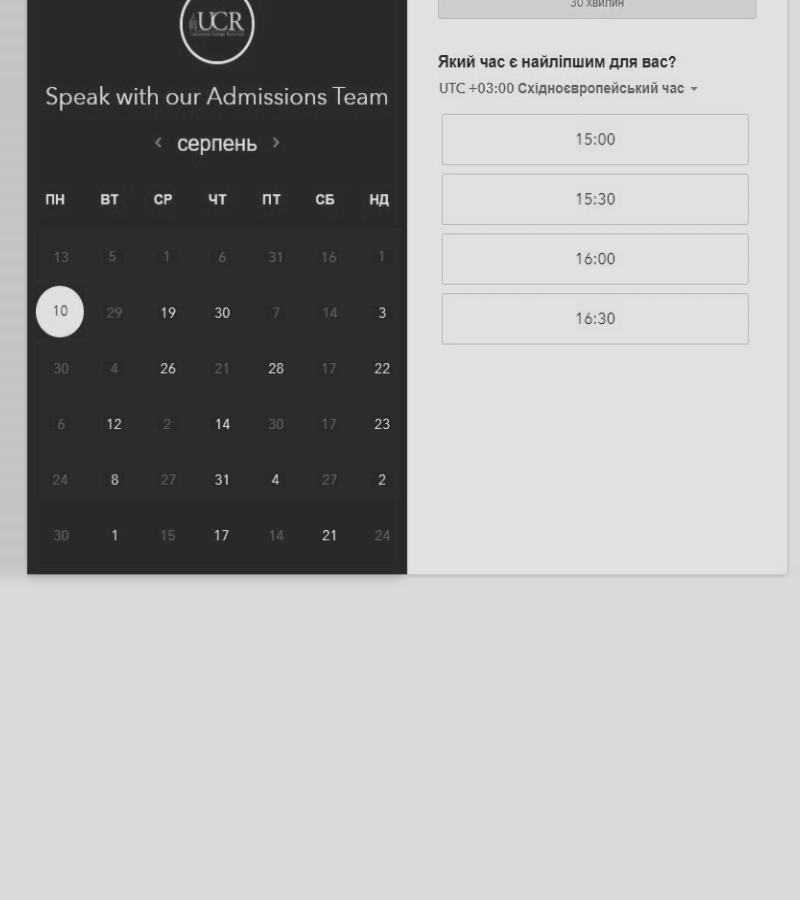 UCR
Speak with our Admissions Team
‹ серпень ›
ПН ВТ СР ЧТ ПТ СБ НД
13 5 1 6 31 16 1
10 29 19 30 7 14 3
30 4 26 21 28 17 22
6 12 2 14 30 17 23
24 8 27 31 4 27 2
30 1 15 17 14 21 24
30 хвилин
Який час є найліпшим для вас?
UTC +03:00 Східноєвропейський час
15:00
15:30
16:00
16:30